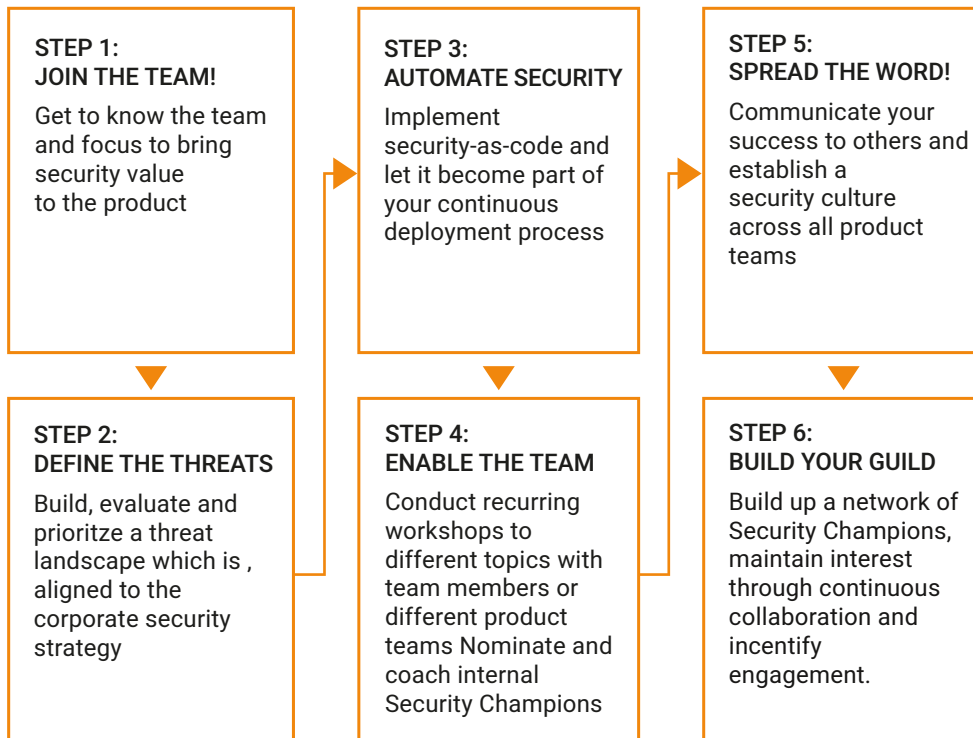 STEP 1:
JOIN THE TEAM!
Get to know the team
and focus to bring
security value
to the product
STEP 2:
DEFINE THE THREATS
Build, evaluate and
prioritze a threat
landscape which is ,
aligned to the
corporate security
strategy
STEP 3:
AUTOMATE SECURITY
Implement
security-as-code and
let it become part of
your continuous
deployment process
STEP 4:
ENABLE THE TEAM
Conduct recurring
workshops to
different topics with
team members or
different product
teams Nominate and
coach internal
Security Champions
STEP 5:
SPREAD THE WORD!
Communicate your
success to others and
establish a
security culture
across all product
teams
STEP 6:
BUILD YOUR GUILD
Build up a network of
Security Champions,
maintain interest
through continuous
collaboration and
incentify
engagement.